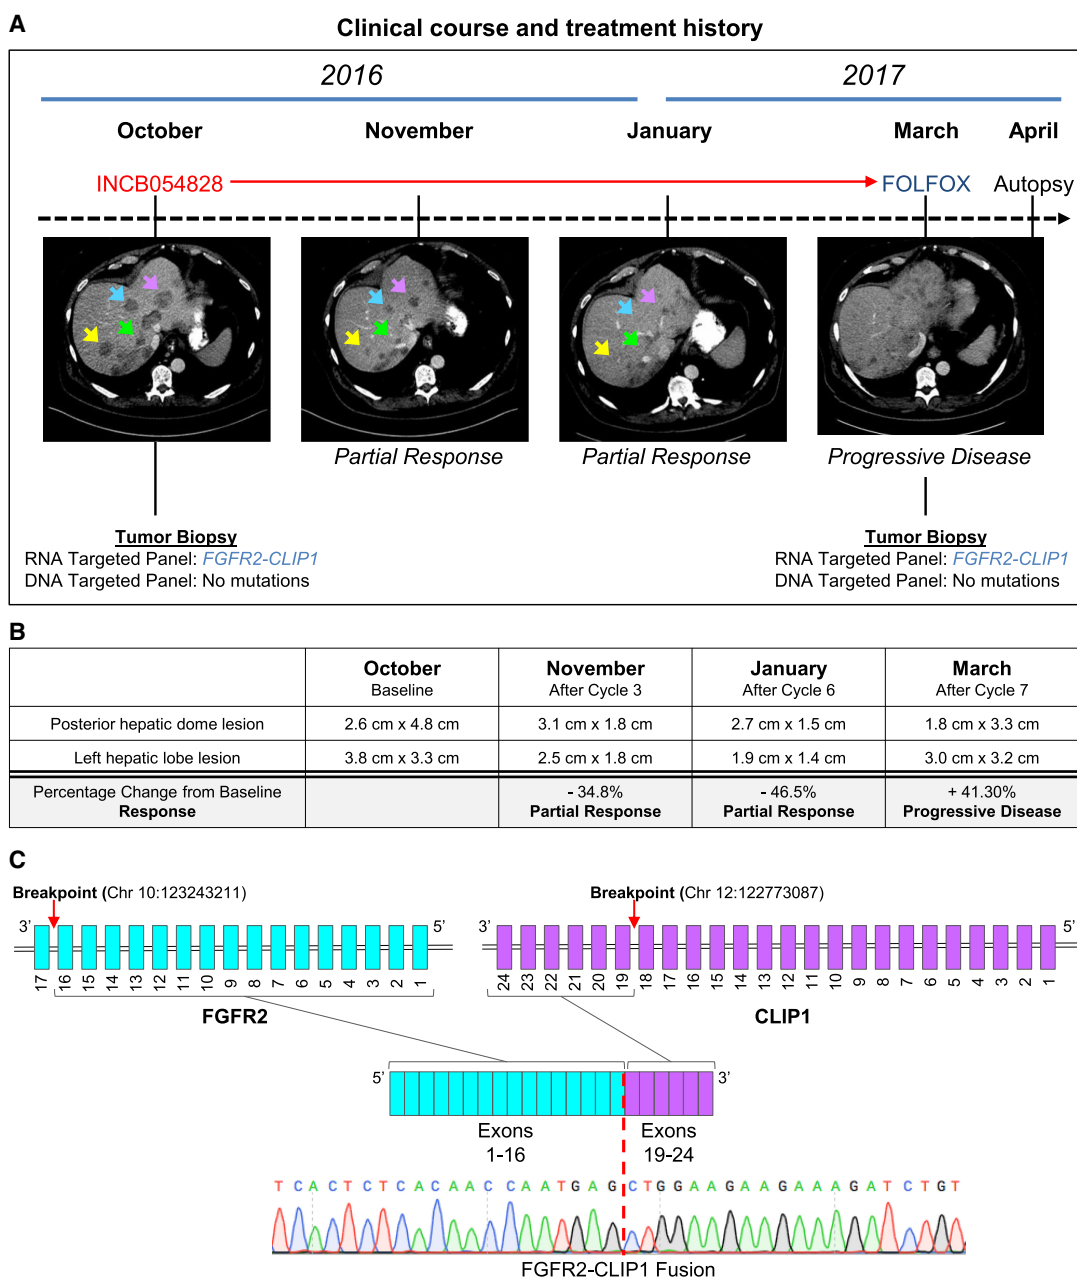 A
Clinical course and treatment history
2016
2017
October
November
January
March
April
INCB054828
FOLFOX
Autopsy
Partial Response
Partial Response
Progressive Disease
Tumor Biopsy
RNA Targeted Panel: FGFR2-CLIP1
DNA Targeted Panel: No mutations
Tumor Biopsy
RNA Targeted Panel: FGFR2-CLIP1
DNA Targeted Panel: No mutations
B
October
Baseline
November
After Cycle 3
January
After Cycle 6
March
After Cycle 7
Posterior hepatic dome lesion
2.6 cm x 4.8 cm
3.1 cm x 1.8 cm
2.7 cm x 1.5 cm
1.8 cm x 3.3 cm
Left hepatic lobe lesion
3.8 cm x 3.3 cm
2.5 cm x 1.8 cm
1.9 cm x 1.4 cm
3.0 cm x 3.2 cm
Percentage Change from Baseline
Response
- 34.8%
Partial Response
- 46.5%
Partial Response
+ 41.30%
Progressive Disease
C
Breakpoint (Chr 10:123243211)
3’ 5’
17 16 15 14 13 12 11 10 9 8 7 6 5 4 3 2 1
FGFR2
Breakpoint (Chr 12:122773087)
3’ 5’
24 23 22 21 20 19 18 17 16 15 14 13 12 11 10 9 8 7 6 5 4 3 2 1
CLIP1
5’ 3’
Exons
1-16
Exons
19-24
T C A C T C T C A C A A C C A A T G A G C T G G A A G A A G A A A G A T C T G T
FGFR2-CLIP1 Fusion